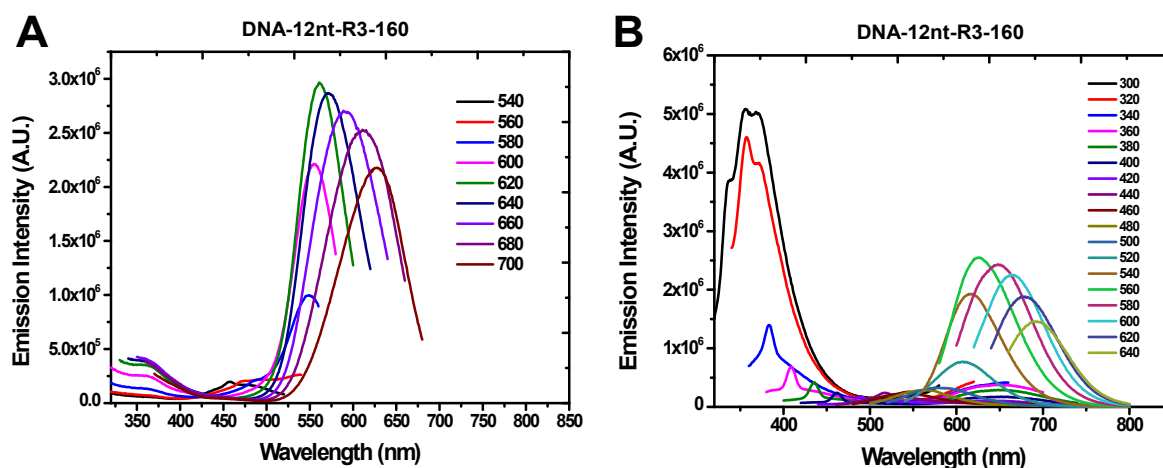 A
DNA-12nt-R3-160
Emission Intensity (A.U.)
3.0x10⁶
2.5x10⁶
2.0x10⁶
1.5x10⁶
1.0x10⁶
5.0x10⁵
0.0
350 400 450 500 550 600 650 700 750 800 850
Wavelength (nm)
540
560
580
600
620
640
660
680
700
B
DNA-12nt-R3-160
Emission Intensity (A.U.)
6x10⁶
5x10⁶
4x10⁶
3x10⁶
2x10⁶
1x10⁶
0
400 500 600 700 800
Wavelength (nm)
300
320
340
360
380
400
420
440
460
480
500
520
540
560
580
600
620
640